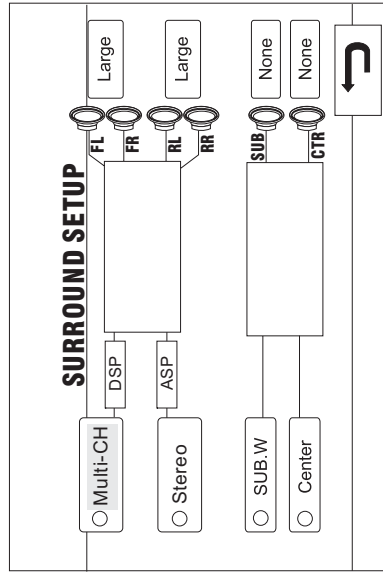 SURROUND SETUP
Multi-CH
DSP
FL
Large
FR
Stereo
ASP
RL
Large
RR
SUB.W
SUB
None
Center
CTR
None